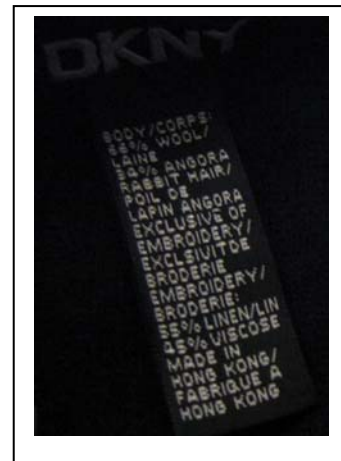 DKNY
BODY/CORPS:
66% WOOL/
LAINE
34% ANGORA
RABBIT HAIR/
POIL DE
LAPIN ANGORA
EXCLUSIVE OF
EMBROIDERY/
EXCLSIVITDE
BRODERIE
EMBROIDERY/
BRODERIE:
55% LINEN/LIN
45% VISCOSE
MADE IN
HONG KONG/
FABRIQUE A
HONG KONG